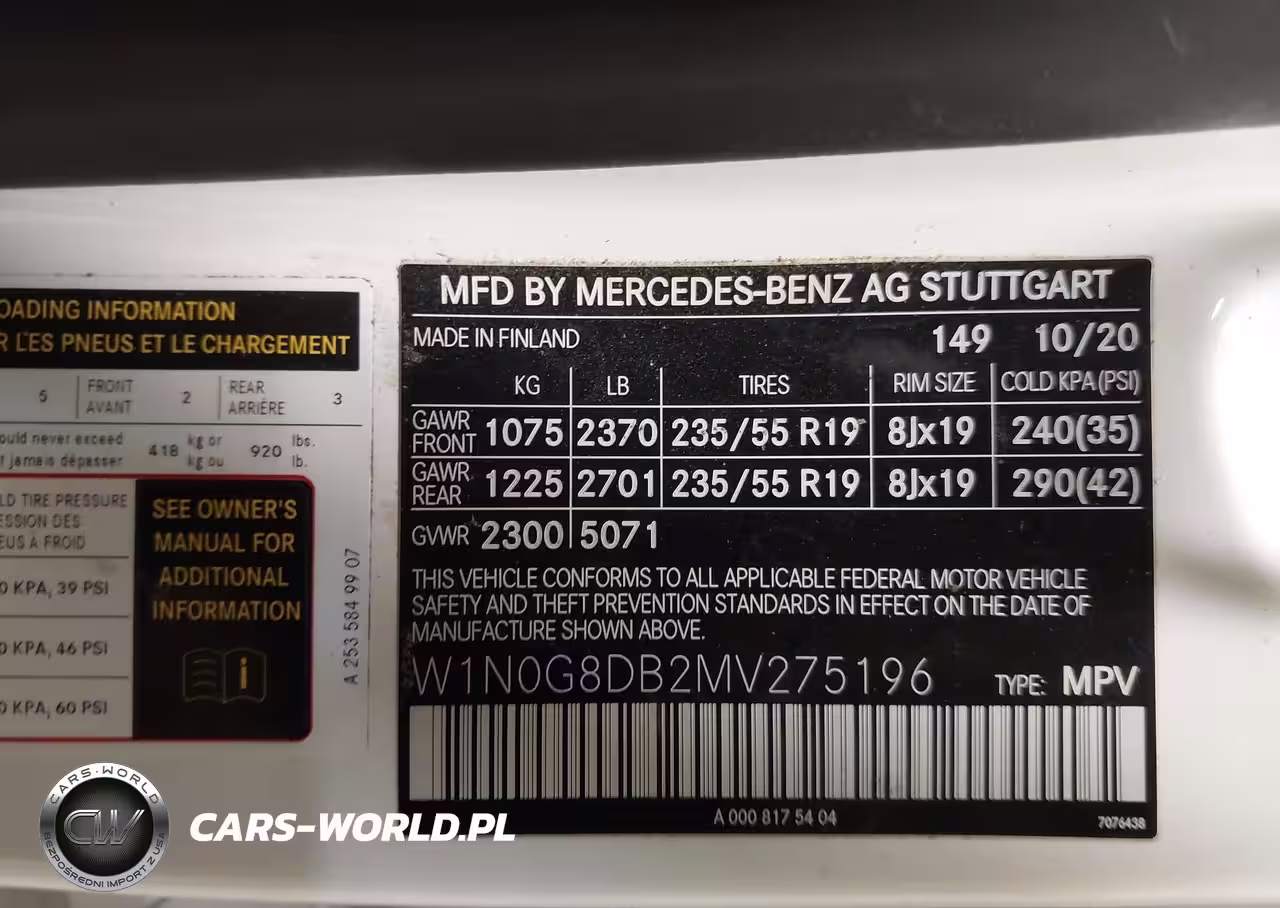 OADING INFORMATION
R LES PNEUS ET LE CHARGEMENT
5 FRONT AVANT 2 REAR ARRIÈRE 3
ould never exceed 418 kg or 920 lbs.
t jamais dépasser kg ou lb.
LD TIRE PRESSURE
ESSION DES
EUS À FROID
0 KPA, 39 PSI
0 KPA, 46 PSI
0 KPA, 60 PSI
SEE OWNER'S
MANUAL FOR
ADDITIONAL
INFORMATION
i
A 253 584 99 07
MFD BY MERCEDES-BENZ AG STUTTGART
MADE IN FINLAND 149 10/20
KG LB TIRES RIM SIZE COLD KPA (PSI)
GAWR FRONT 1075 2370 235/55 R19 8Jx19 240(35)
GAWR REAR 1225 2701 235/55 R19 8Jx19 290(42)
GVWR 2300 5071
THIS VEHICLE CONFORMS TO ALL APPLICABLE FEDERAL MOTOR VEHICLE
SAFETY AND THEFT PREVENTION STANDARDS IN EFFECT ON THE DATE OF
MANUFACTURE SHOWN ABOVE.
W1N0G8DB2MV275196 TYPE: MPV
A 000 817 54 04
7076438
CARS-WORLD
CW
BEZPOŚREDNI IMPORT Z USA
CARS-WORLD.PL